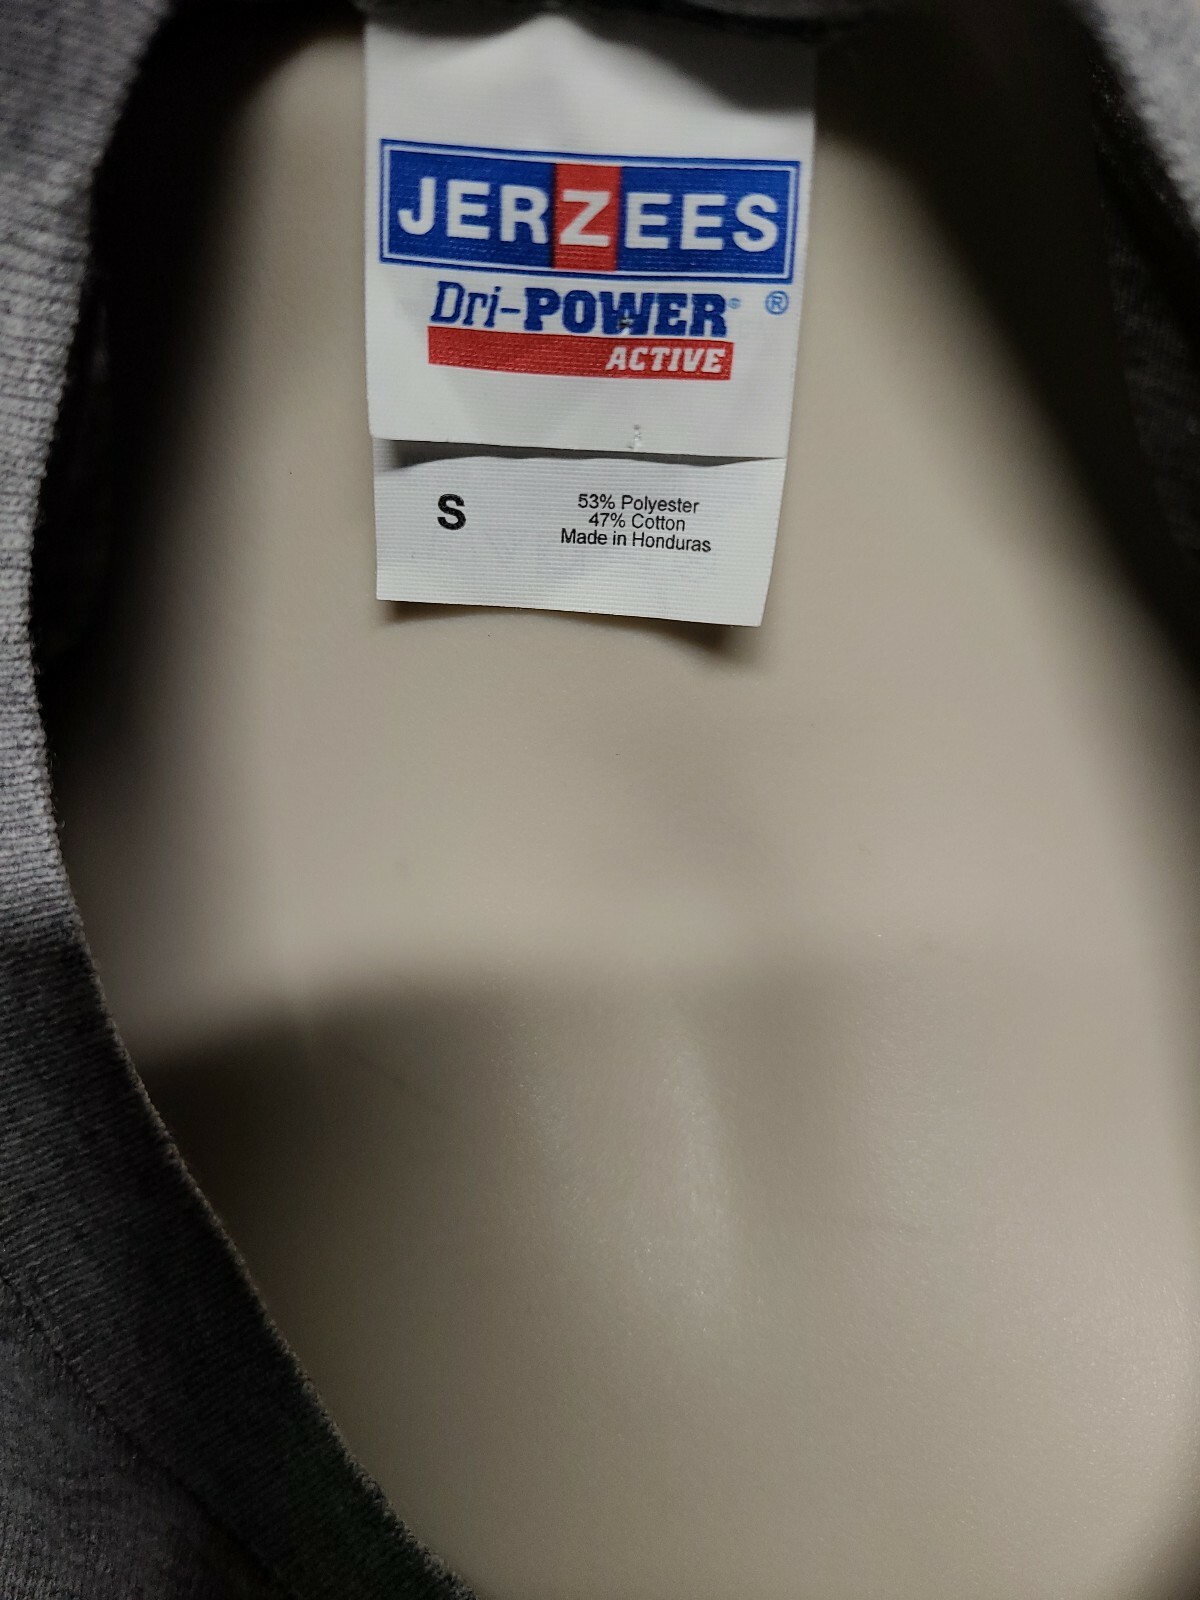 JERZEES
Dri-POWER® ®
ACTIVE
S
53% Polyester
47% Cotton
Made in Honduras